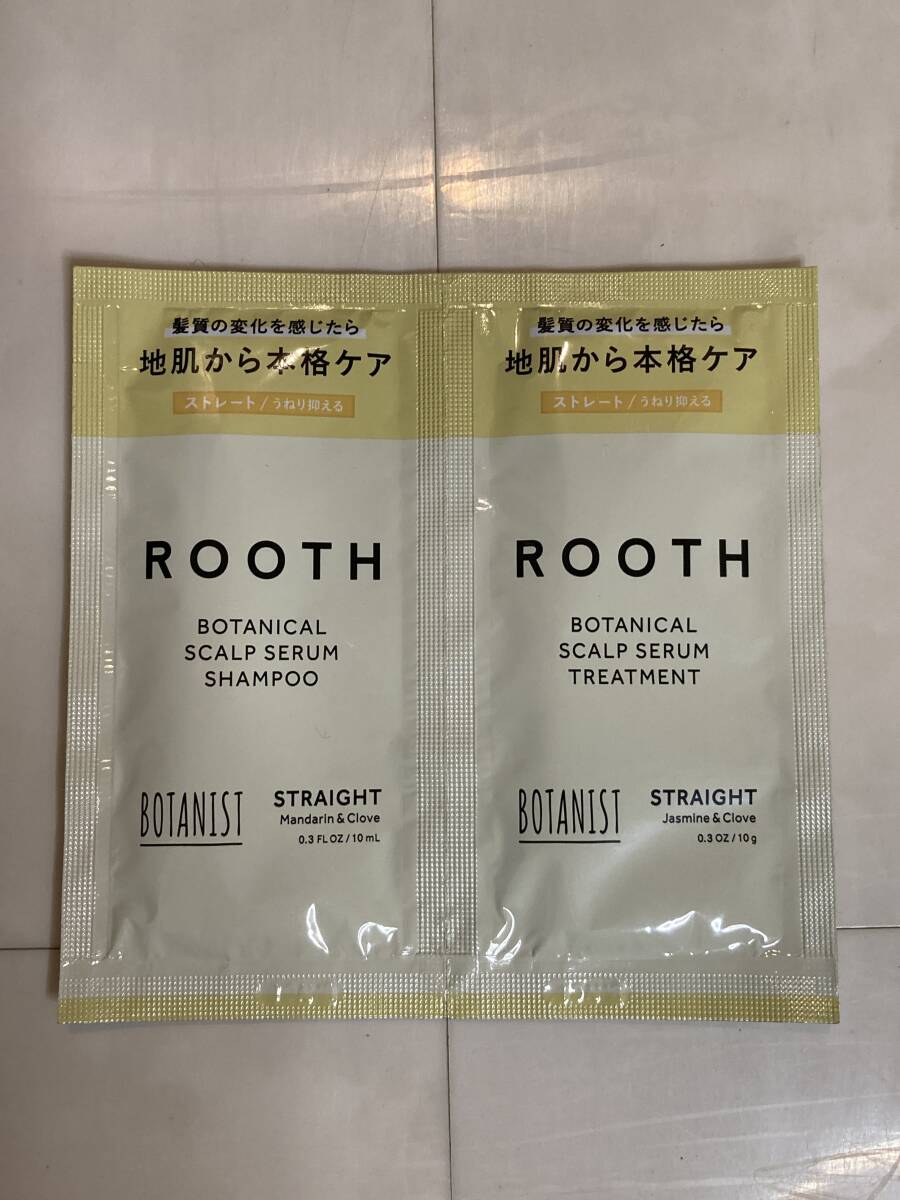 髪質の変化を感じたら
地肌から本格ケア
ストレート/うねり抑える
ROOTH
BOTANICAL
SCALP SERUM
SHAMPOO
BOTANIST
STRAIGHT
Mandarin & Clove
0.3 FL OZ / 10 mL
髪質の変化を感じたら
地肌から本格ケア
ストレート/うねり抑える
ROOTH
BOTANICAL
SCALP SERUM
TREATMENT
BOTANIST
STRAIGHT
Jasmine & Clove
0.3 OZ / 10 g